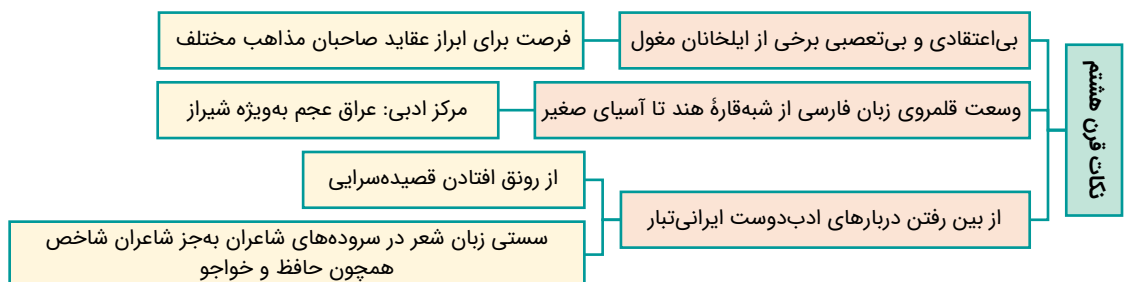 نکات قرن هشتم
بی‌اعتقادی و بی‌تعصبی برخی از ایلخانان مغول
فرصت برای ابراز عقاید صاحبان مذاهب مختلف
وسعت قلمروی زبان فارسی از شبه‌قارهٔ هند تا آسیای صغیر
مرکز ادبی: عراق عجم به‌ویژه شیراز
از بین رفتن دربارهای ادب‌دوست ایرانی‌تبار
از رونق افتادن قصیده‌سرایی
سستی زبان شعر در سروده‌های شاعران به‌جز شاعران شاخص
همچون حافظ و خواجو